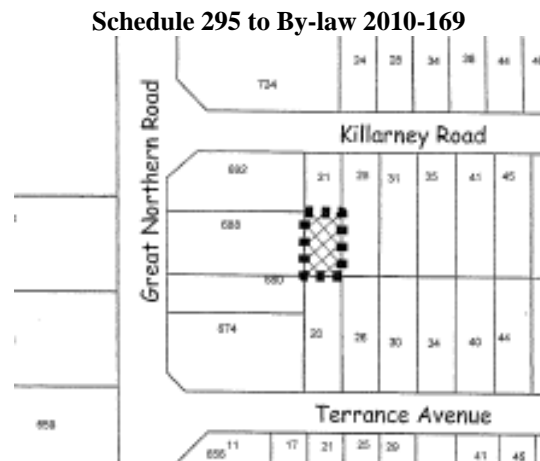 Schedule 295 to By-law 2010-169
24 28 34 38 44
734
Great Northern Road
Killarney Road
692 21 28 31 35 41 45
688
680
674 20 26 30 34 40 44
Terrance Avenue
658
656 11 17 21 25 29 41 45